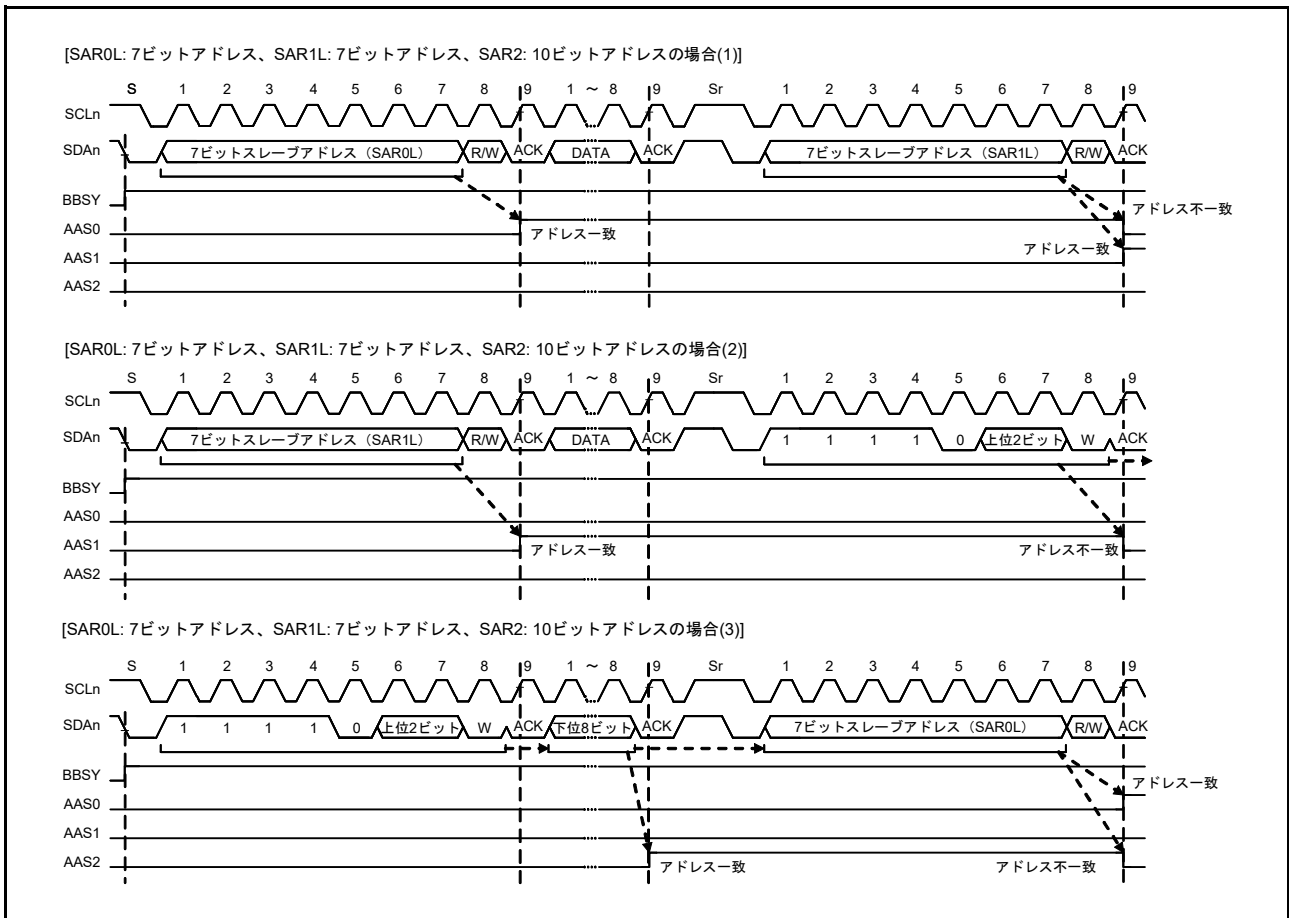 [SAR0L: 7ビットアドレス、SAR1L: 7ビットアドレス、SAR2: 10ビットアドレスの場合(1)]
S 1 2 3 4 5 6 7 8 9 1 ～ 8 9 Sr 1 2 3 4 5 6 7 8 9
SCLn
SDAn 7ビットスレーブアドレス（SAR0L） R/W ACK DATA ACK 7ビットスレーブアドレス（SAR1L） R/W ACK
BBSY
アドレス不一致
AAS0 アドレス一致
アドレス一致
AAS1
AAS2
[SAR0L: 7ビットアドレス、SAR1L: 7ビットアドレス、SAR2: 10ビットアドレスの場合(2)]
S 1 2 3 4 5 6 7 8 9 1 ～ 8 9 Sr 1 2 3 4 5 6 7 8 9
SCLn
SDAn 7ビットスレーブアドレス（SAR1L） R/W ACK DATA ACK 1 1 1 1 0 上位2ビット W ACK
BBSY
AAS0
AAS1 アドレス一致 アドレス不一致
AAS2
[SAR0L: 7ビットアドレス、SAR1L: 7ビットアドレス、SAR2: 10ビットアドレスの場合(3)]
S 1 2 3 4 5 6 7 8 9 1 ～ 8 9 Sr 1 2 3 4 5 6 7 8 9
SCLn
SDAn 1 1 1 1 0 上位2ビット W ACK 下位8ビット ACK 7ビットスレーブアドレス（SAR0L） R/W ACK
BBSY
アドレス一致
AAS0
AAS1
AAS2 アドレス一致 アドレス不一致